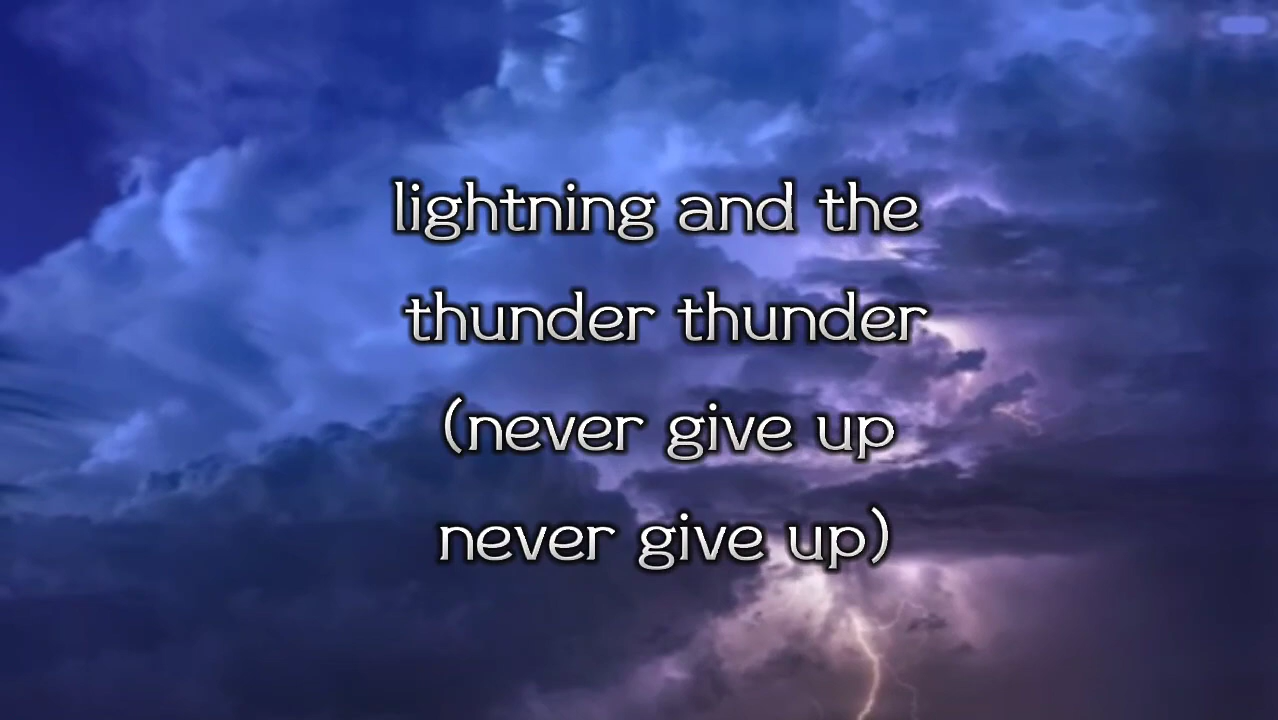 lightning and the
thunder thunder
(never give up
never give up)